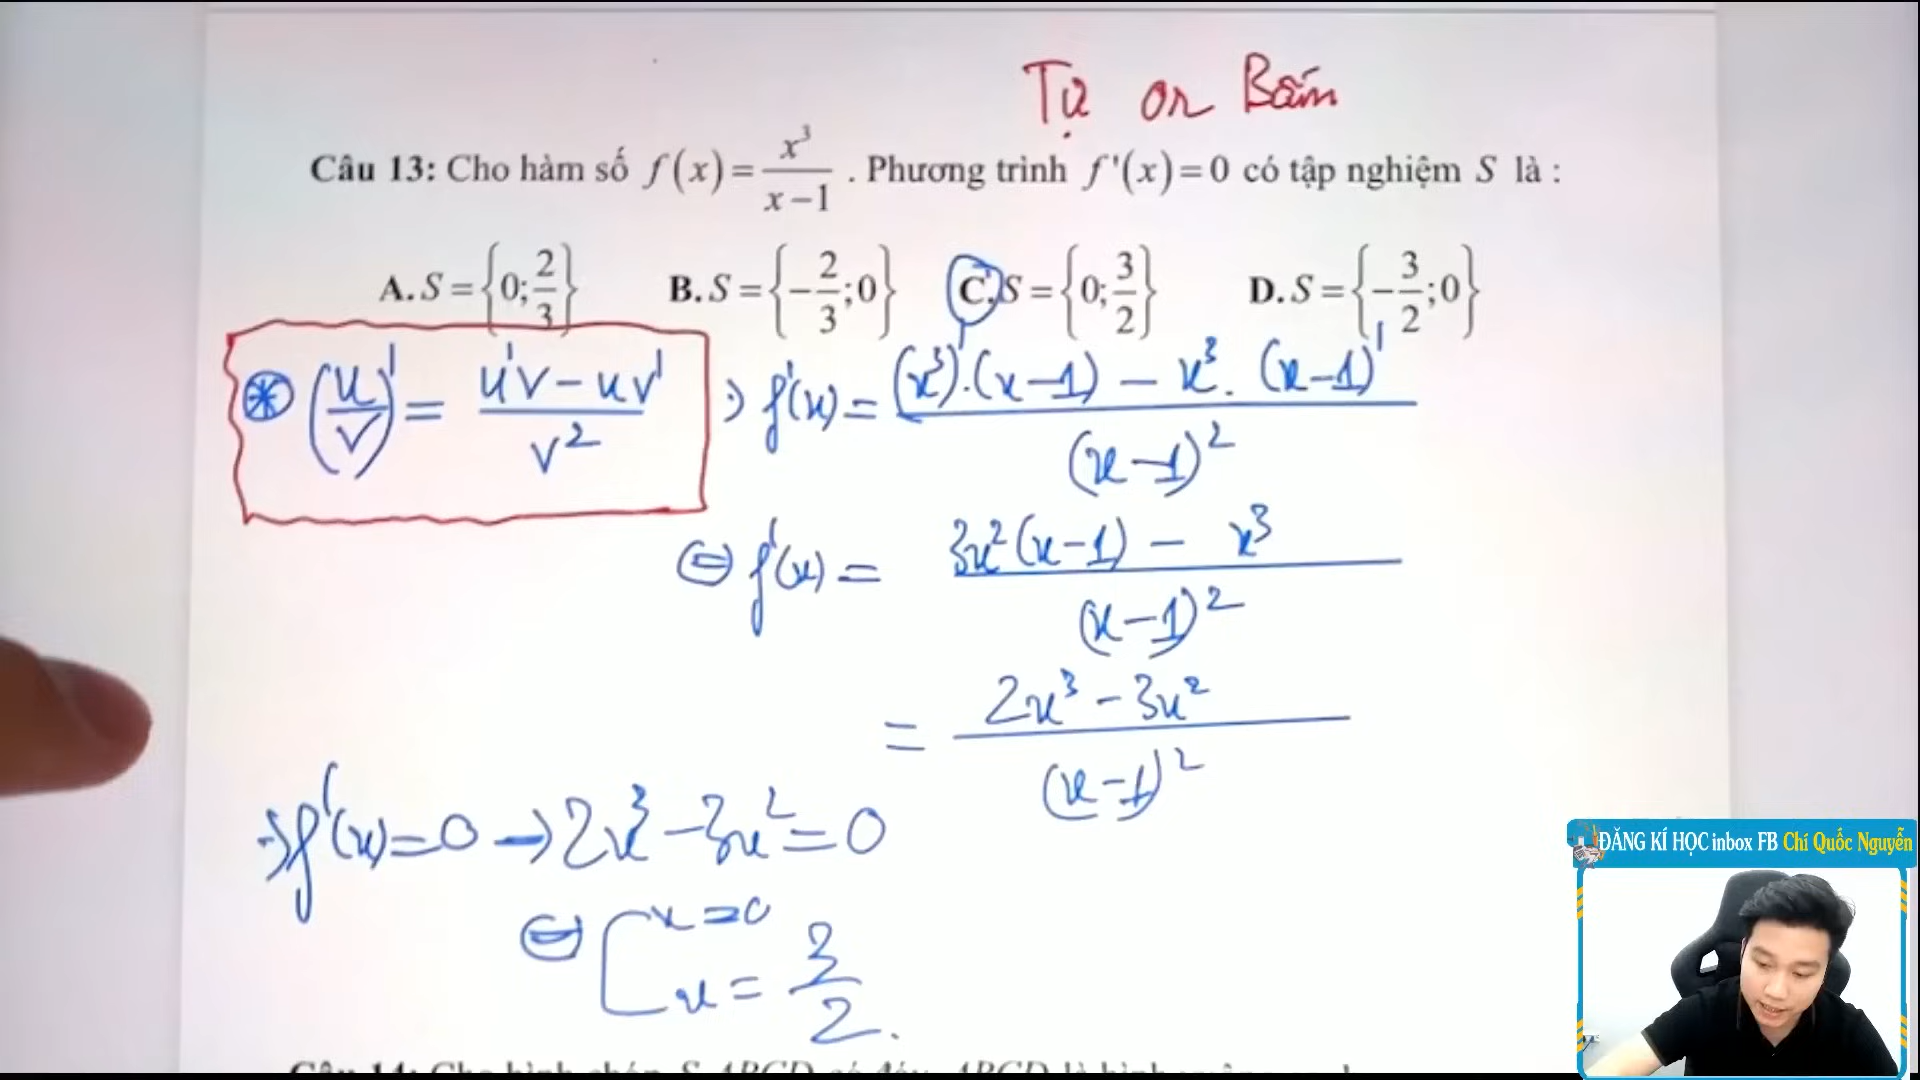 Tự or Bấm
Câu 13: Cho hàm số f(x) = x³/(x−1) . Phương trình f'(x) = 0 có tập nghiệm S là :
A. S = {0; 2/3} B. S = {−2/3; 0} C. S = {0; 3/2} D. S = {−3/2; 0}
⊛ (u/v)' = (u'v − uv')/v² → f'(x) = ((x³)'.(x−1) − x³.(x−1)')/(x−1)²
⇔ f'(x) = (3x²(x−1) − x³)/(x−1)²
= (2x³ − 3x²)/(x−1)²
→ f'(x) = 0 → 2x³ − 3x² = 0
⇔ [ x = 0
x = 3/2.
ĐĂNG KÍ HỌC inbox FB Chí Quốc Nguyễn